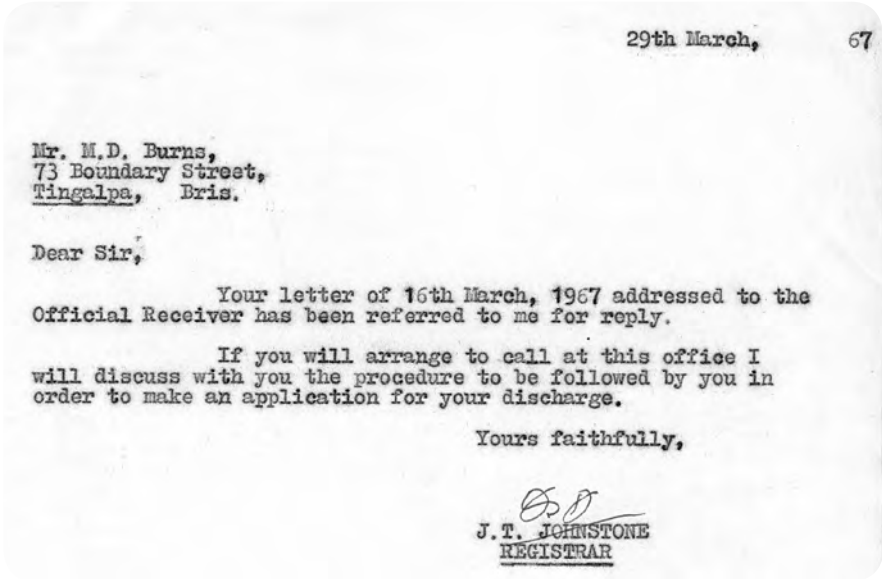 29th March, 67
Mr. M.D. Burns,
73 Boundary Street,
Tingalpa, Bris.
Dear Sir,
Your letter of 16th March, 1967 addressed to the
Official Receiver has been referred to me for reply.
If you will arrange to call at this office I
will discuss with you the procedure to be followed by you in
order to make an application for your discharge.
Yours faithfully,
J.T. JOHNSTONE
REGISTRAR